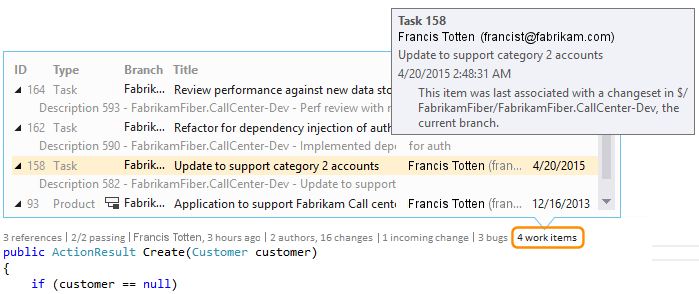 Task 158
Francis Totten (francist@fabrikam.com)
Update to support category 2 accounts
4/20/2015 2:48:31 AM
This item was last associated with a changeset in $/
FabrikamFiber/FabrikamFiber.CallCenter-Dev, the
current branch.
ID Type Branch Title
164 Task Fabrik... Review performance against new data sto
Description 593 - FabrikamFiber.CallCenter-Dev - Perf review with
162 Task Fabrik... Refactor for dependency injection of auth
Description 590 - FabrikamFiber.CallCenter-Dev - Implemented depe for auth
158 Task Fabrik... Update to support category 2 accounts Francis Totten (fran... 4/20/2015
Description 582 - FabrikamFiber.CallCenter-Dev - Update to support
93 Product Fabrik... Application to support Fabrikam Call center Francis Totten (fran... 12/16/2013
3 references | 2/2 passing | Francis Totten, 3 hours ago | 2 authors, 16 changes | 1 incoming change | 3 bugs | 4 work items
public ActionResult Create(Customer customer)
{
if (customer == null)